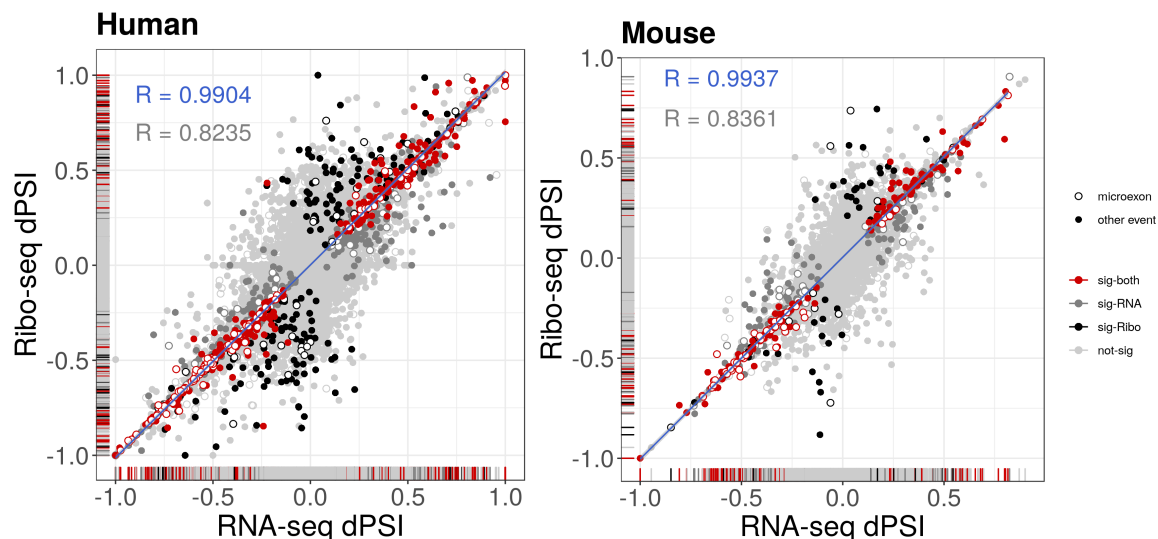 Human
R = 0.9904
R = 0.8235
Ribo-seq dPSI
1.0
0.5
0.0
-0.5
-1.0
-1.0 -0.5 0.0 0.5 1.0
RNA-seq dPSI
Mouse
R = 0.9937
R = 0.8361
Ribo-seq dPSI
1.0
0.5
0.0
-0.5
-1.0
-1.0 -0.5 0.0 0.5
RNA-seq dPSI
microexon
other event
sig-both
sig-RNA
sig-Ribo
not-sig